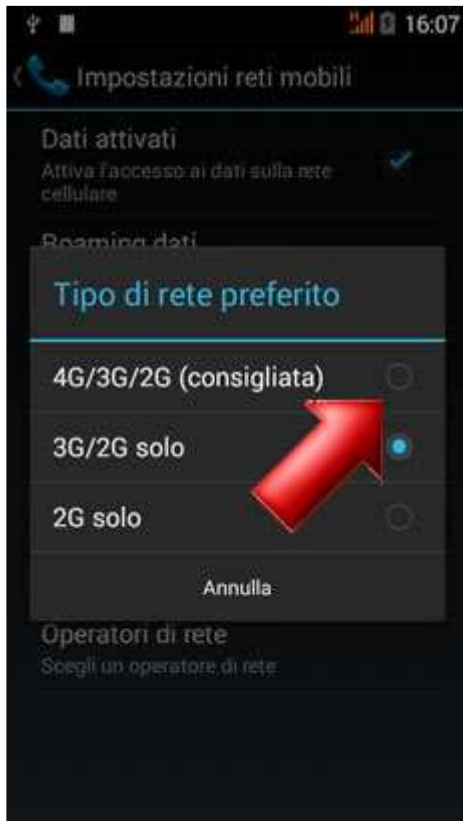 16:07
Impostazioni reti mobili
Dati attivati
Attiva l'accesso ai dati sulla rete
cellulare
Roaming dati
Tipo di rete preferito
4G/3G/2G (consigliata)
3G/2G solo
2G solo
Annulla
Operatori di rete
Scegli un operatore di rete